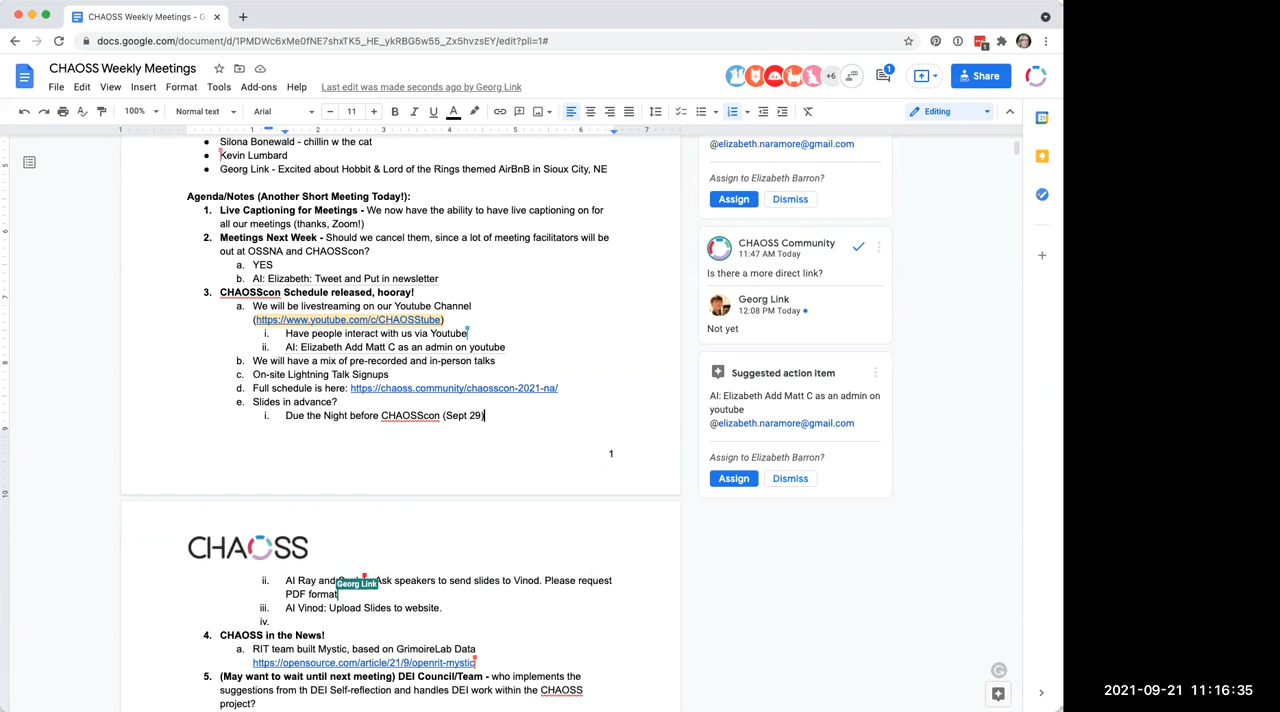 CHAOSS Weekly Meetings - G
docs.google.com/document/d/1PMDWc6xMe0fNE7shxTK5_HE_ykRBG5w55_Zx5hvzsEY/edit?pli=1#
1
CHAOSS Weekly Meetings
File Edit View Insert Format Tools Add-ons Help Last edit was made seconds ago by Georg Link
+6
1
Share
100% Normal text Arial 11 Editing
1 1 2 3 4 5 6 7
Silona Bonewald - chillin w the cat
Kevin Lumbard
Georg Link - Excited about Hobbit & Lord of the Rings themed AirBnB in Sioux City, NE
Agenda/Notes (Another Short Meeting Today!):
1. Live Captioning for Meetings - We now have the ability to have live captioning on for
all our meetings (thanks, Zoom!)
2. Meetings Next Week - Should we cancel them, since a lot of meeting facilitators will be
out at OSSNA and CHAOSScon?
a. YES
b. AI: Elizabeth: Tweet and Put in newsletter
3. CHAOSScon Schedule released, hooray!
a. We will be livestreaming on our Youtube Channel
(https://www.youtube.com/c/CHAOSStube)
i. Have people interact with us via Youtube
ii. AI: Elizabeth Add Matt C as an admin on youtube
b. We will have a mix of pre-recorded and in-person talks
c. On-site Lightning Talk Signups
d. Full schedule is here: https://chaoss.community/chaosscon-2021-na/
e. Slides in advance?
i. Due the Night before CHAOSScon (Sept 29)
1
CHAOSS
ii. AI Ray and Ask speakers to send slides to Vinod. Please request
Georg Link
PDF format
iii. AI Vinod: Upload Slides to website.
iv.
4. CHAOSS in the News!
a. RIT team built Mystic, based on GrimoireLab Data
https://opensource.com/article/21/9/openrit-mystic
5. (May want to wait until next meeting) DEI Council/Team - who implements the
suggestions from th DEI Self-reflection and handles DEI work within the CHAOSS
project?
@elizabeth.naramore@gmail.com
Assign to Elizabeth Barron?
Assign Dismiss
CHAOSS Community
11:47 AM Today
Is there a more direct link?
Georg Link
12:08 PM Today
Not yet
Suggested action item
AI: Elizabeth Add Matt C as an admin on
youtube
@elizabeth.naramore@gmail.com
Assign to Elizabeth Barron?
Assign Dismiss
2021-09-21 11:16:35